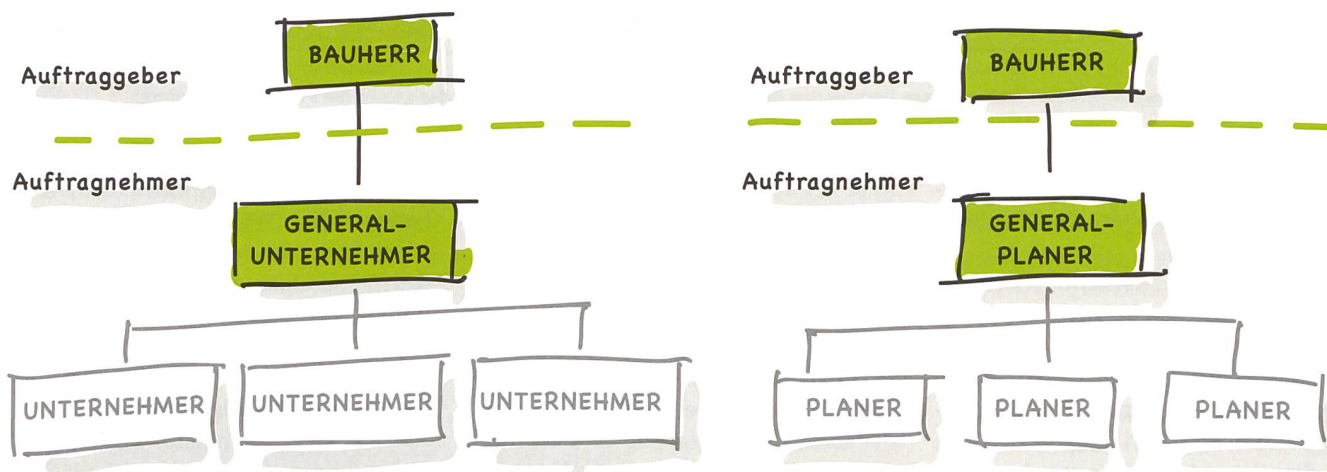 BAUHERR
Auftraggeber
Auftragnehmer
GENERAL-
UNTERNEHMER
UNTERNEHMER UNTERNEHMER UNTERNEHMER
BAUHERR
Auftraggeber
Auftragnehmer
GENERAL-
PLANER
PLANER PLANER PLANER